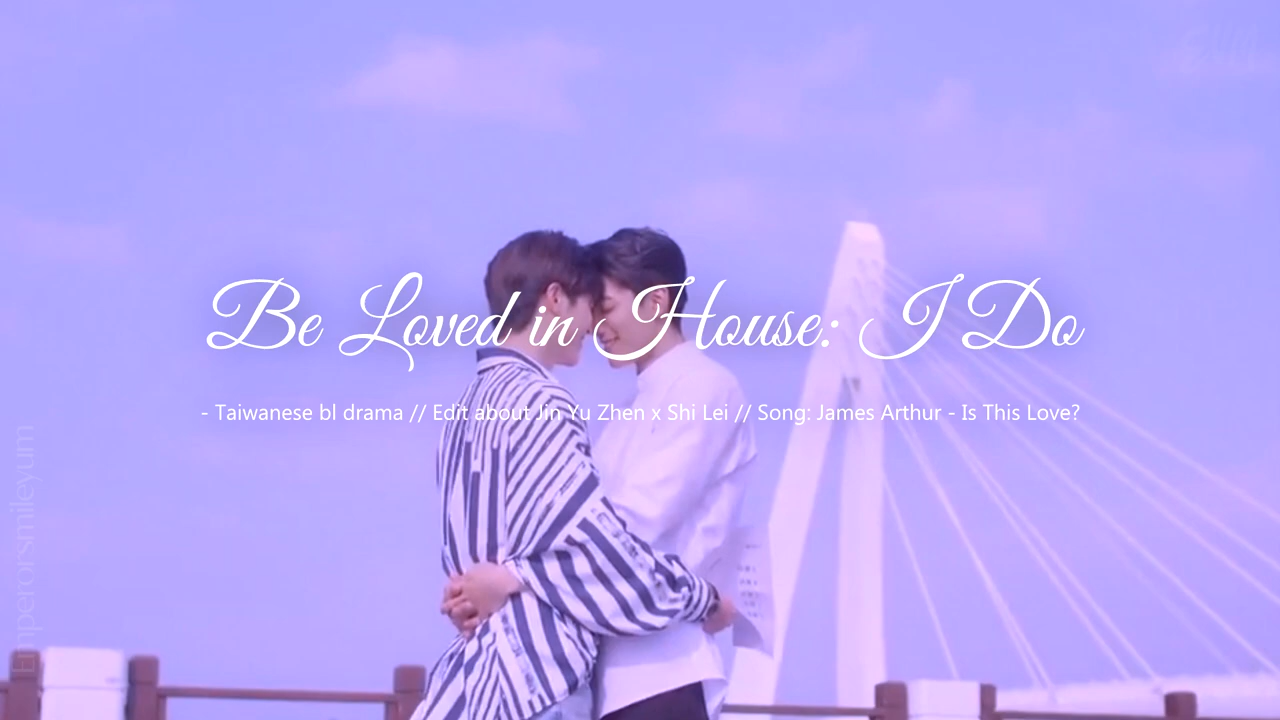 Be Loved in House: I Do
- Taiwanese bl drama // Edit about Jin Yu Zhen x Shi Lei // Song: James Arthur - Is This Love?
Emperorsmileyum